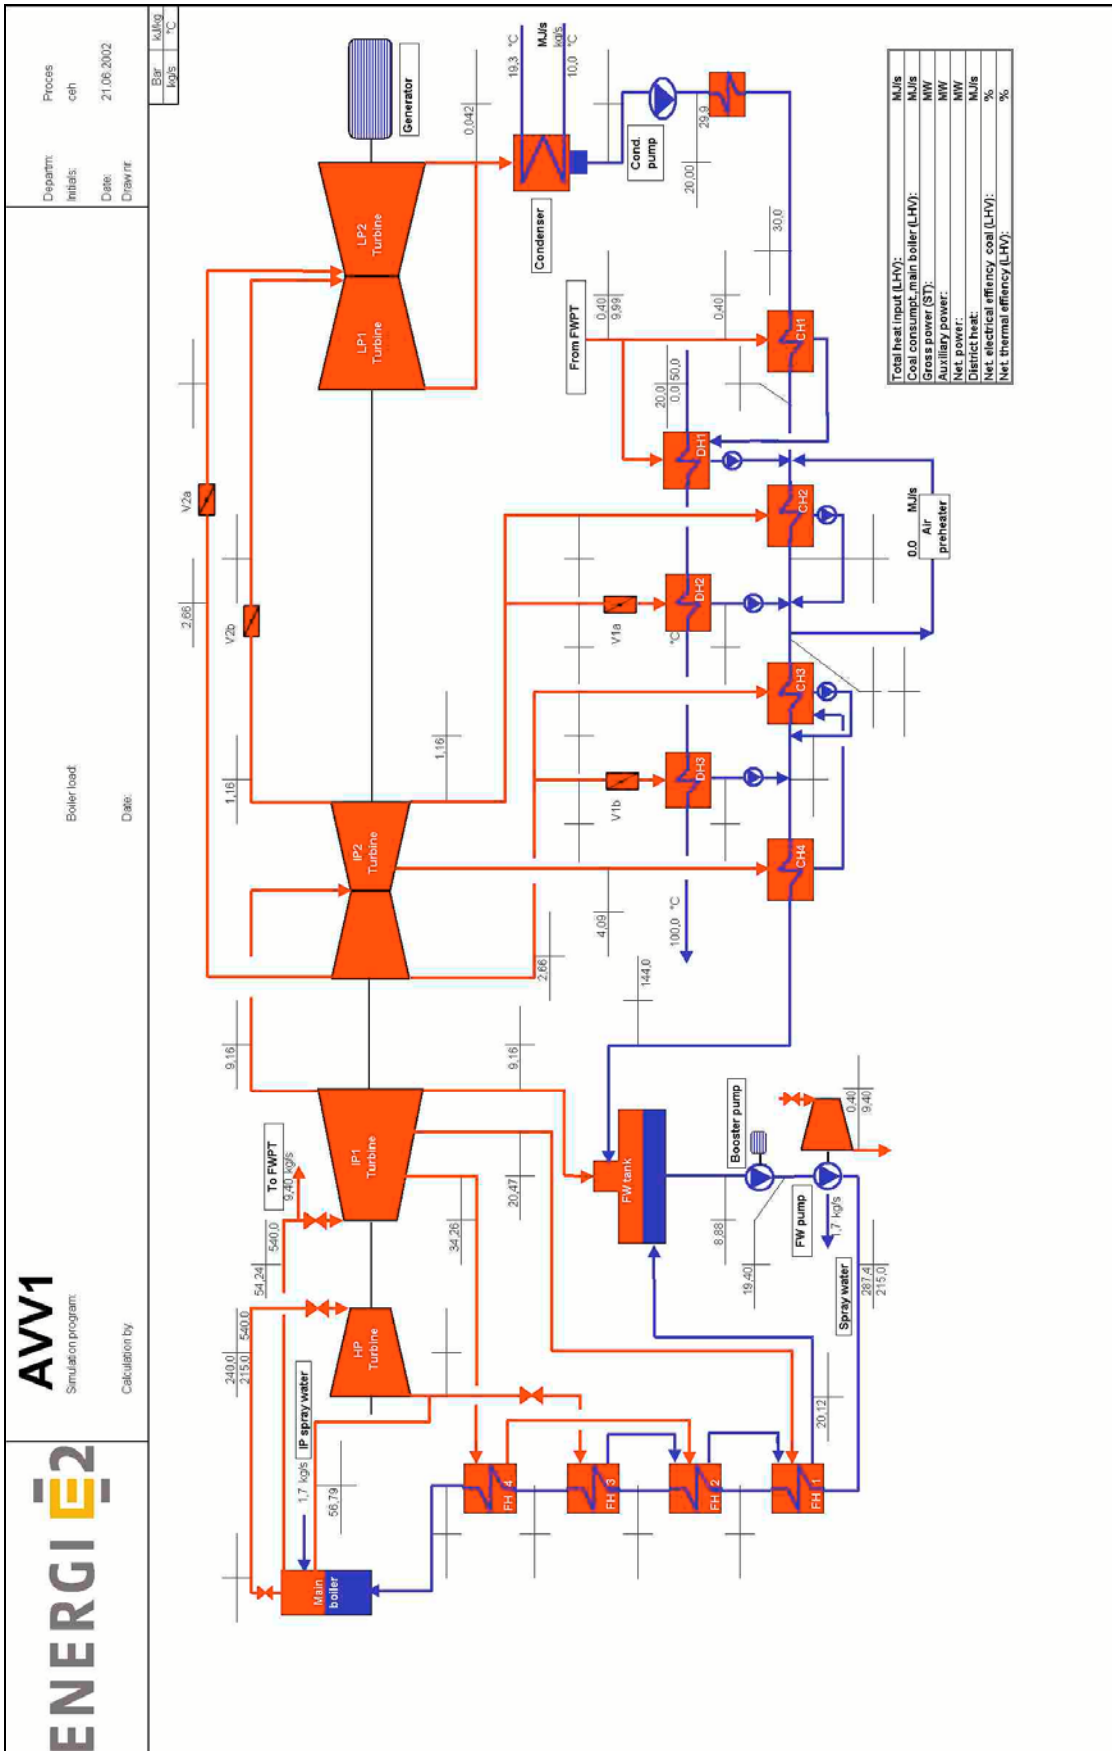 ENERGI E2
AVV1
Simulation program:
Calculation by:
Boiler load:
Date:
Departm:
Proces
Initials:
ceh
Date:
21.06.2002
Draw nr:
Bar
kJ/kg
kg/s
°C
240,0
540,0
215,0
54,24
540,0
To FWPT
9,40 kg/s
1,7 kg/s
IP spray water
56,79
Main
boiler
HP
Turbine
IP1
Turbine
34,26
20,47
9,16
9,16
IP2
Turbine
1,16
1,16
2,66
2,66
V2a
V2b
LP1
Turbine
LP2
Turbine
Generator
0,042
19,3 °C
MJ/s
kg/s
10,0 °C
Condenser
Cond.
pump
20,00
29,9
30,0
From FWPT
0,40
9,99
0,40
20,0
0,0
50,0
DH1
CH1
CH2
DH2
V1a
°C
CH3
DH3
V1b
CH4
4,09
100,0 °C
144,0
0.0 MJ/s
Air
preheater
FW tank
8,88
19,40
Booster pump
FW pump
1,7 kg/s
Spray water
287,4
215,0
0,40
9,40
20,12
FH 4
FH 3
FH 2
FH 1
Total heat input (LHV): MJ/s
Coal consumpt.,main boiler (LHV): MJ/s
Gross power (ST): MW
Auxiliary power: MW
Net. power: MW
District heat: MJ/s
Net. electrical effiency, coal (LHV): %
Net. thermal effiency (LHV): %